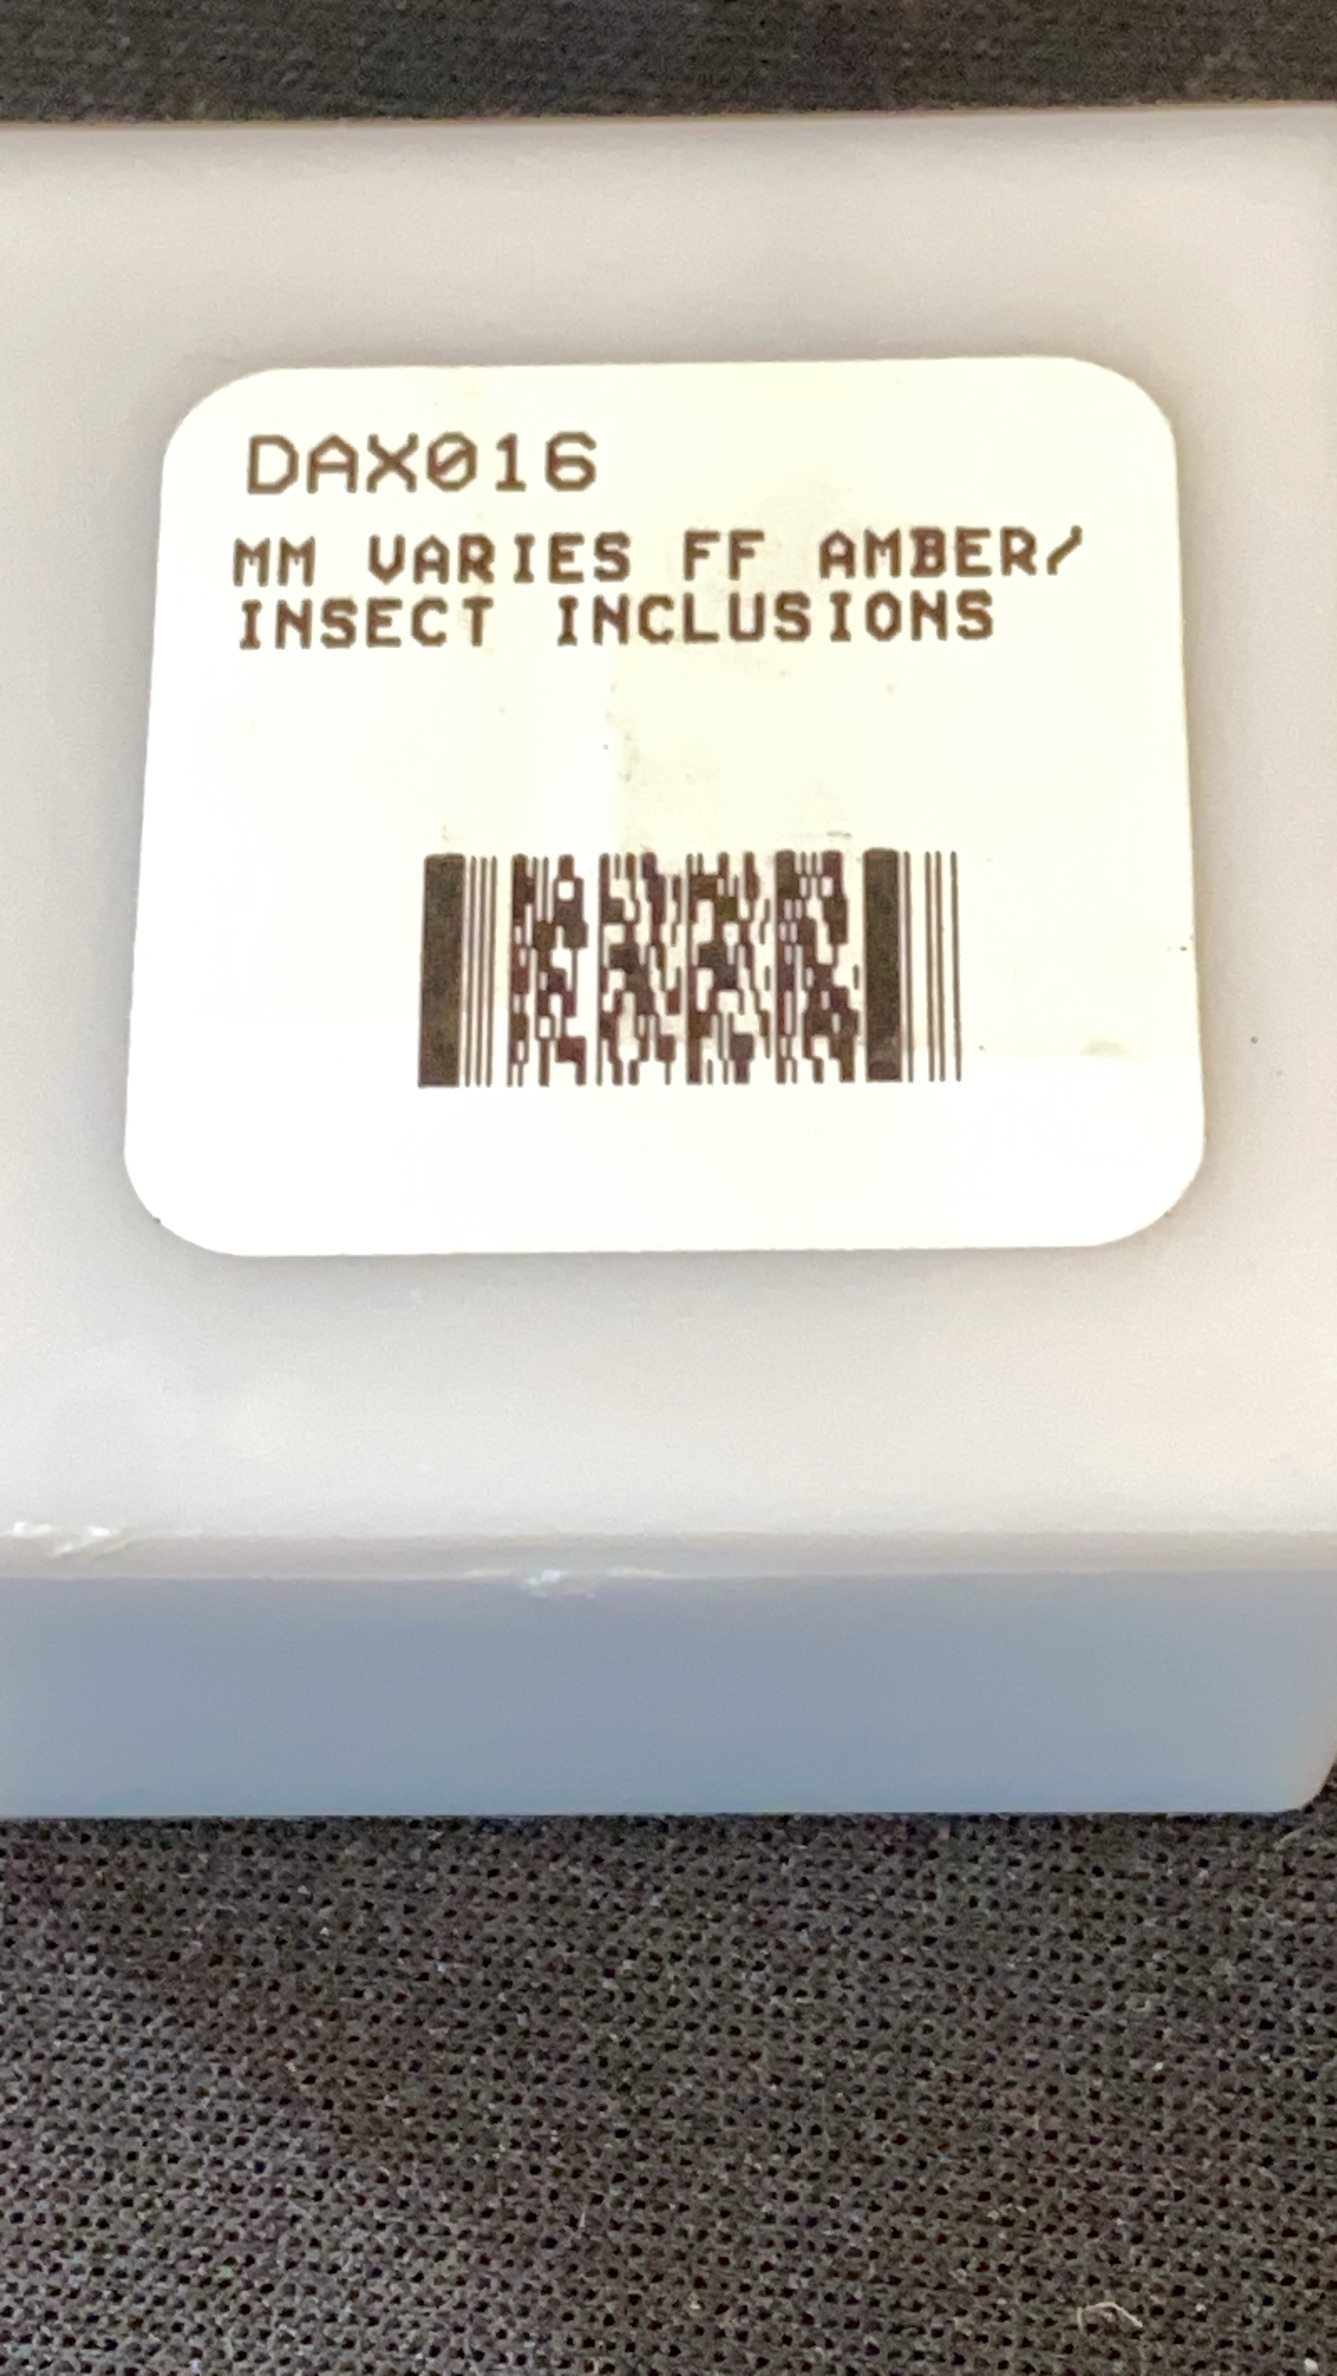 DAX016
MM VARIES FF AMBER/
INSECT INCLUSIONS